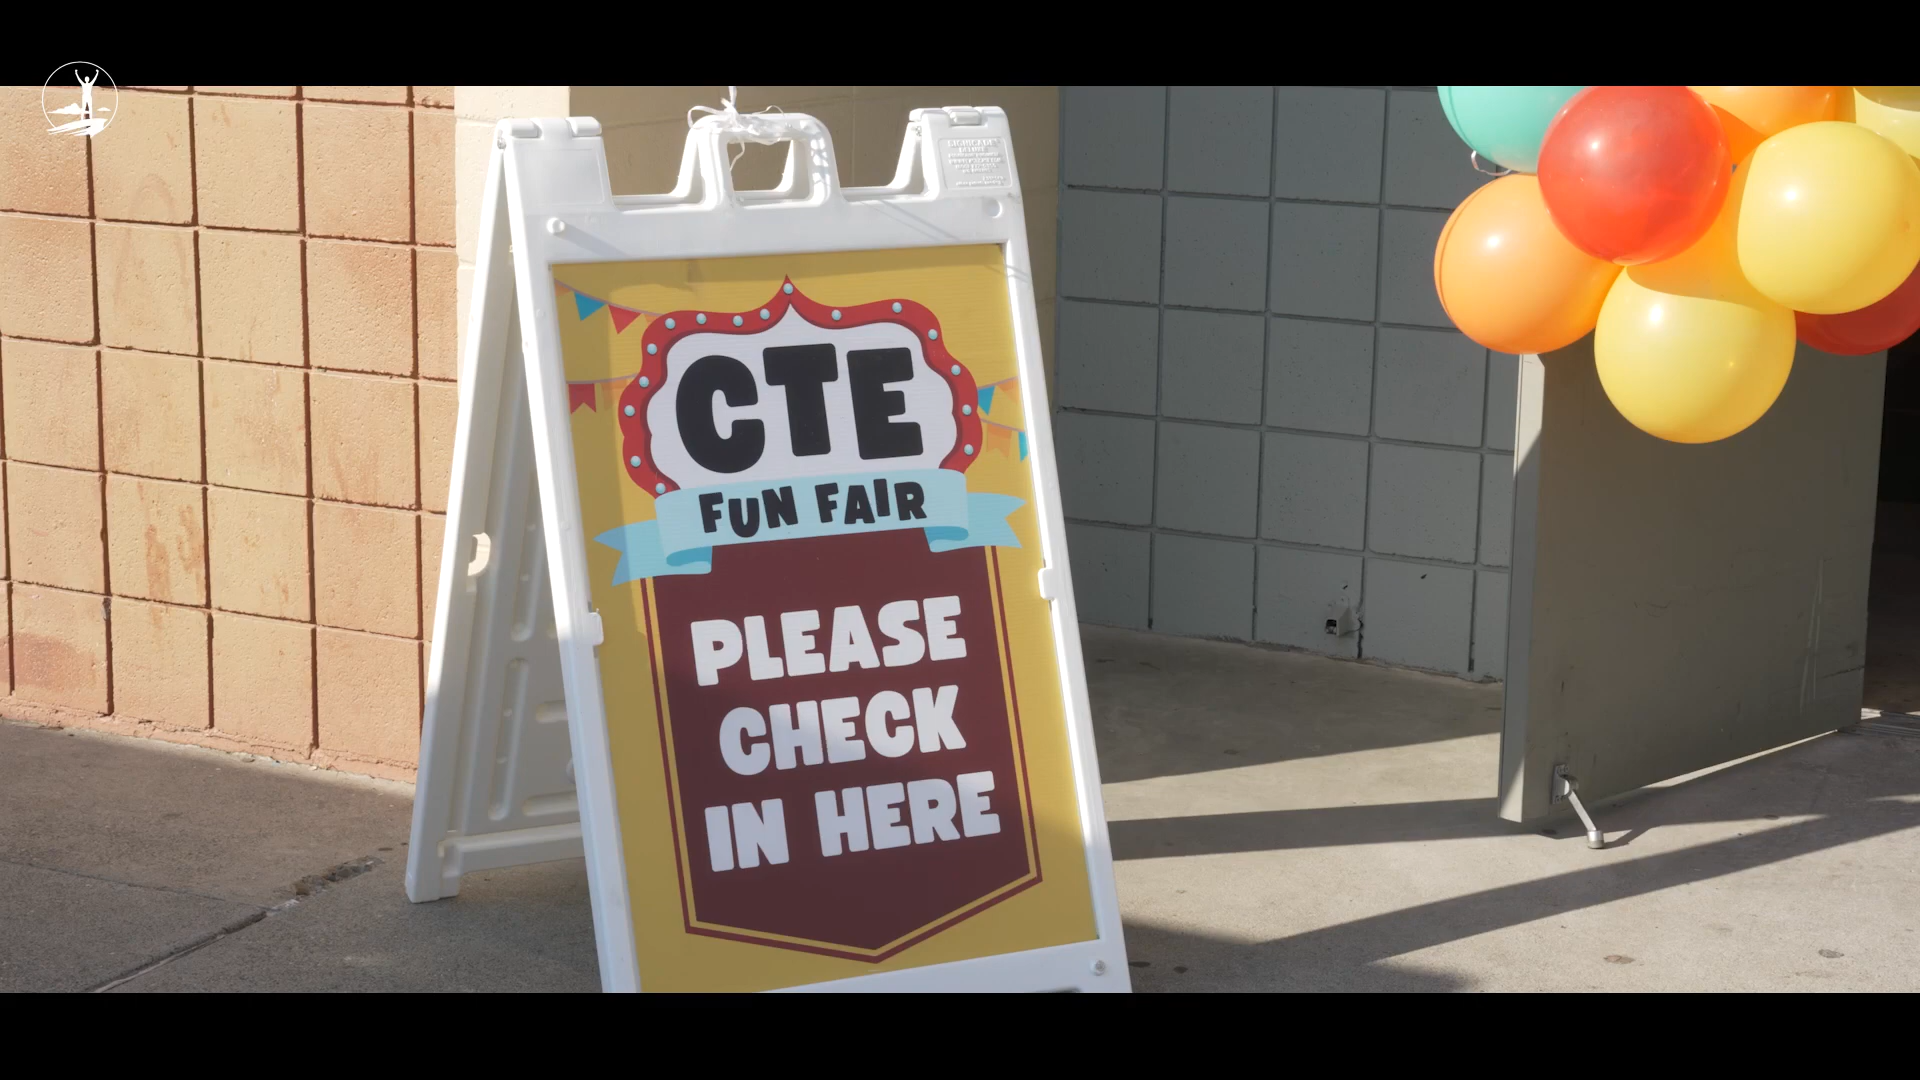 CTE
FUN FAIR
PLEASE
CHECK
IN HERE